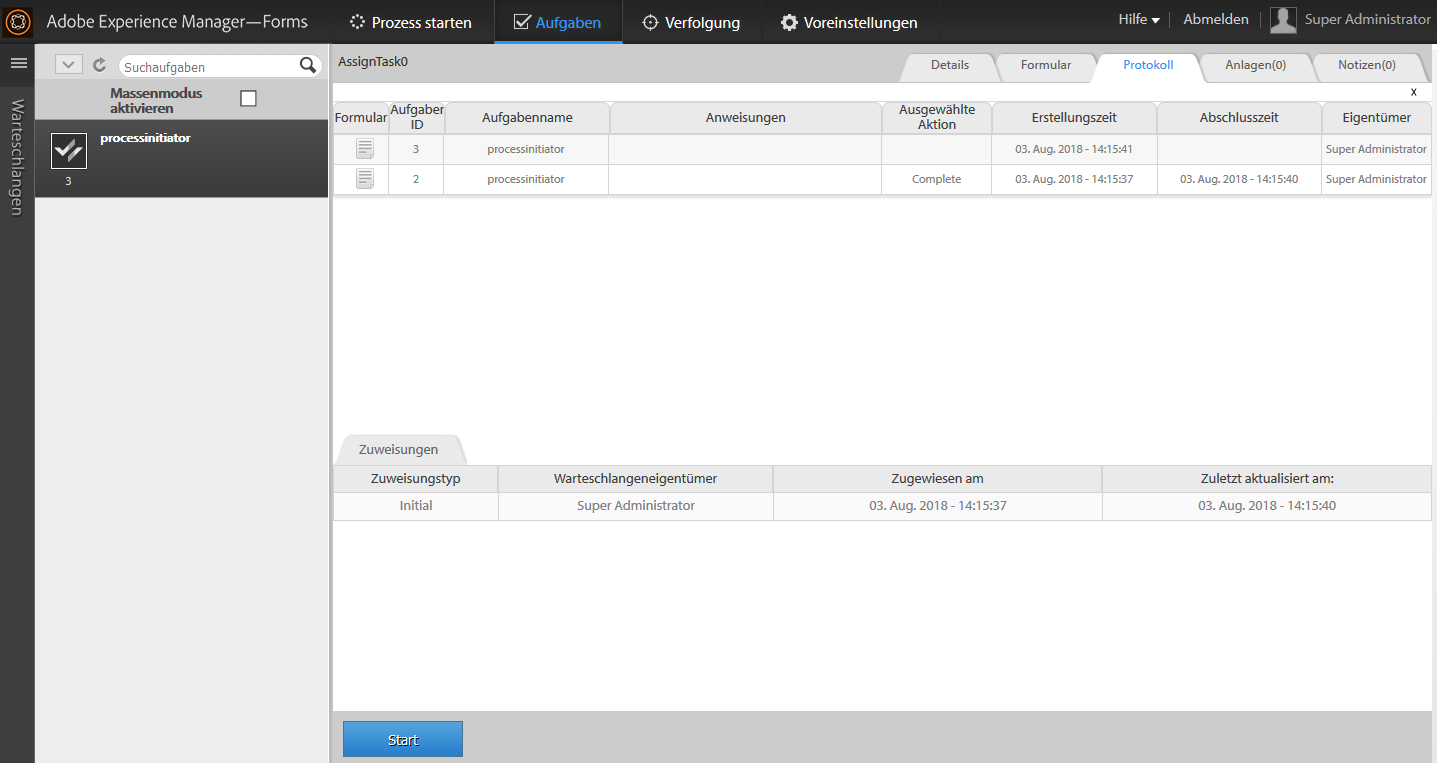 Adobe Experience Manager—Forms
Prozess starten
Aufgaben
Verfolgung
Voreinstellungen
Hilfe
Abmelden
Super Administrator
Warteschlangen
Suchaufgaben
Massenmodus
aktivieren
processinitiator
3
AssignTask0
Details
Formular
Protokoll
Anlagen(0)
Notizen(0)
x
Formular
Aufgaben
ID
Aufgabenname
Anweisungen
Ausgewählte
Aktion
Erstellungszeit
Abschlusszeit
Eigentümer
3 processinitiator 03. Aug. 2018 - 14:15:41 Super Administrator
2 processinitiator Complete 03. Aug. 2018 - 14:15:37 03. Aug. 2018 - 14:15:40 Super Administrator
Zuweisungen
Zuweisungstyp Warteschlangeneigentümer Zugewiesen am Zuletzt aktualisiert am:
Initial Super Administrator 03. Aug. 2018 - 14:15:37 03. Aug. 2018 - 14:15:40
Start